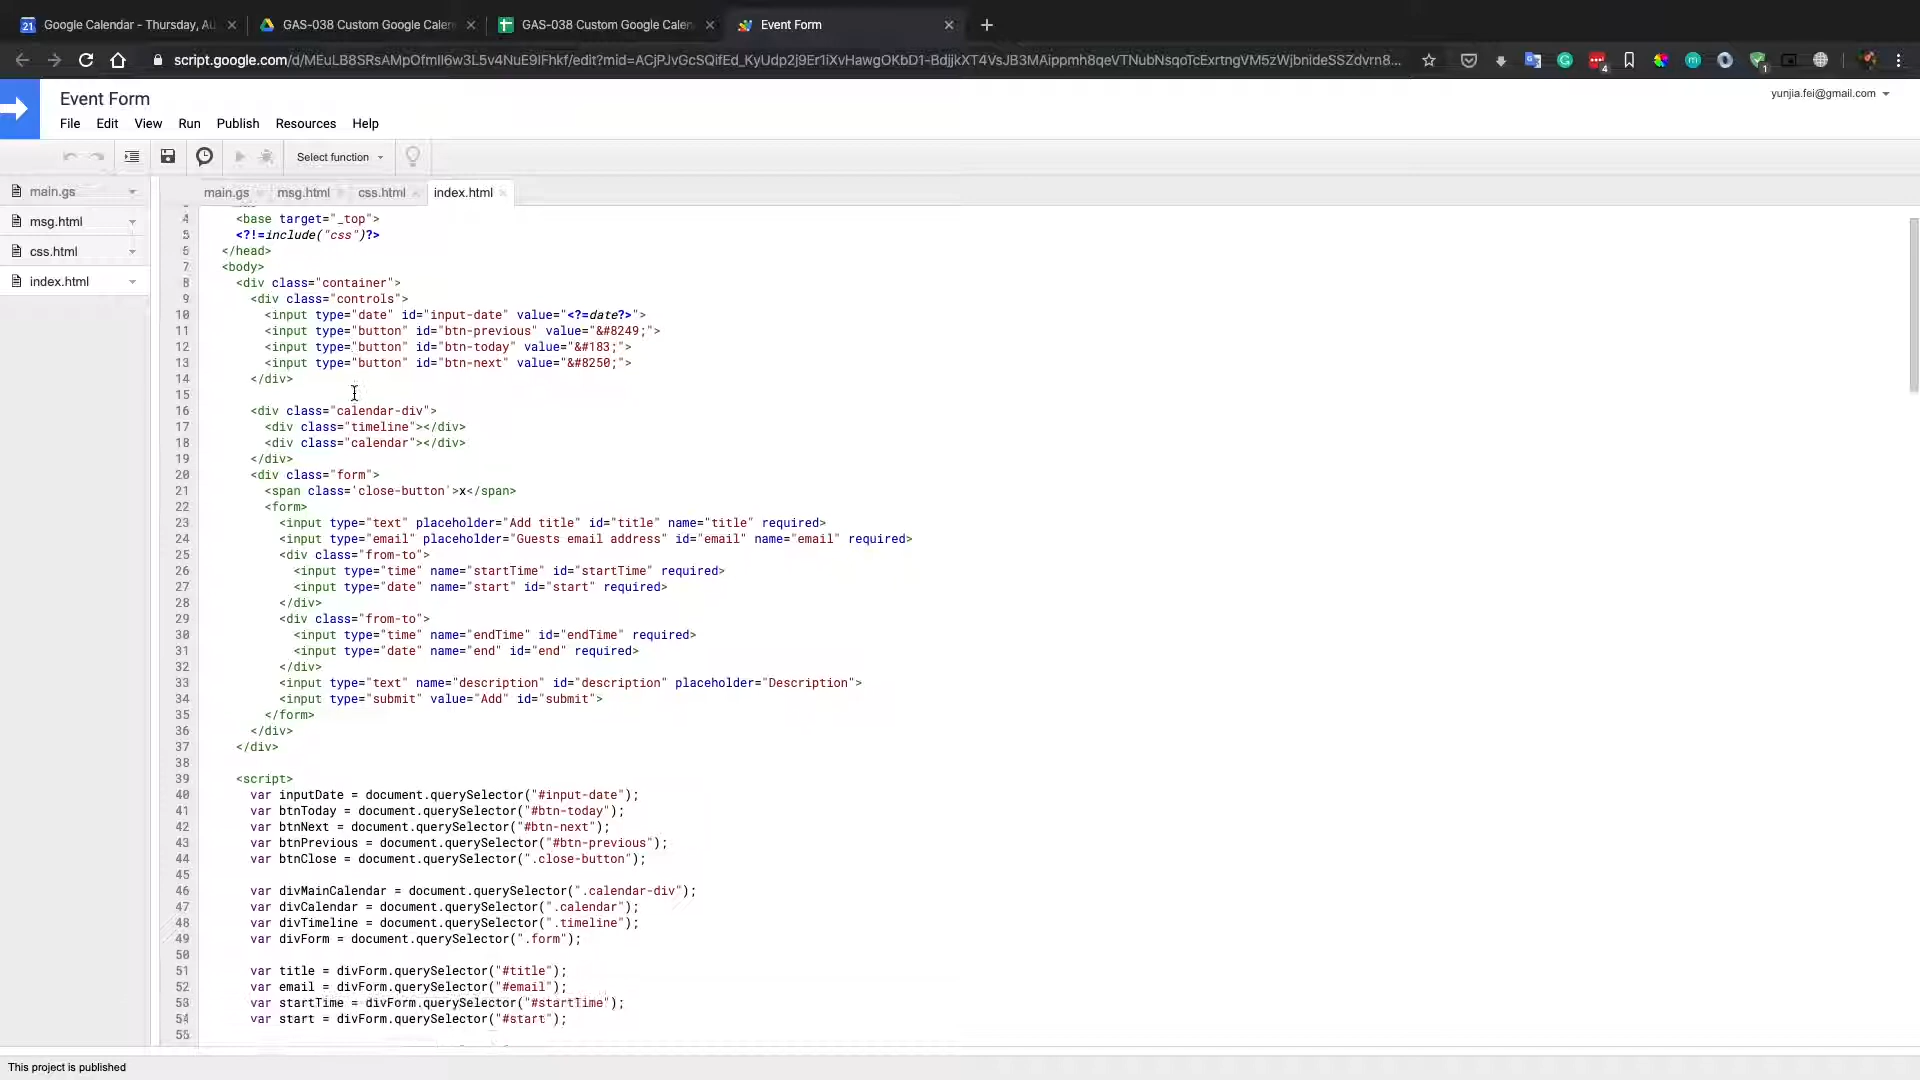 Google Calendar - Thursday, Au
GAS-038 Custom Google Calen
GAS-038 Custom Google Calen
Event Form
script.google.com/d/MEuLB8SRsAMpOfmIl6w3L5v4NuE9IFhkf/edit?mid=ACjPJvGcSQifEd_KyUdp2j9Er1iXvHawgOKbD1-BdjjkXT4VsJB3MAippmh8qeVTNubNsqoTcExrtngVM5zWjbnideSSZdvrn8...
Event Form
yunjia.fei@gmail.com
File Edit View Run Publish Resources Help
Select function
main.gs
msg.html
css.html
index.html
main.gs msg.html css.html index.html
4 <base target="_top">
5 <?!=include("css")?>
6 </head>
7 <body>
8 <div class="container">
9 <div class="controls">
10 <input type="date" id="input-date" value="<?=date?>">
11 <input type="button" id="btn-previous" value="&#8249;">
12 <input type="button" id="btn-today" value="&#183;">
13 <input type="button" id="btn-next" value="&#8250;">
14 </div>
15
16 <div class="calendar-div">
17 <div class="timeline"></div>
18 <div class="calendar"></div>
19 </div>
20 <div class="form">
21 <span class='close-button'>x</span>
22 <form>
23 <input type="text" placeholder="Add title" id="title" name="title" required>
24 <input type="email" placeholder="Guests email address" id="email" name="email" required>
25 <div class="from-to">
26 <input type="time" name="startTime" id="startTime" required>
27 <input type="date" name="start" id="start" required>
28 </div>
29 <div class="from-to">
30 <input type="time" name="endTime" id="endTime" required>
31 <input type="date" name="end" id="end" required>
32 </div>
33 <input type="text" name="description" id="description" placeholder="Description">
34 <input type="submit" value="Add" id="submit">
35 </form>
36 </div>
37 </div>
38
39 <script>
40 var inputDate = document.querySelector("#input-date");
41 var btnToday = document.querySelector("#btn-today");
42 var btnNext = document.querySelector("#btn-next");
43 var btnPrevious = document.querySelector("#btn-previous");
44 var btnClose = document.querySelector(".close-button");
45
46 var divMainCalendar = document.querySelector(".calendar-div");
47 var divCalendar = document.querySelector(".calendar");
48 var divTimeline = document.querySelector(".timeline");
49 var divForm = document.querySelector(".form");
50
51 var title = divForm.querySelector("#title");
52 var email = divForm.querySelector("#email");
53 var startTime = divForm.querySelector("#startTime");
54 var start = divForm.querySelector("#start");
55
This project is published